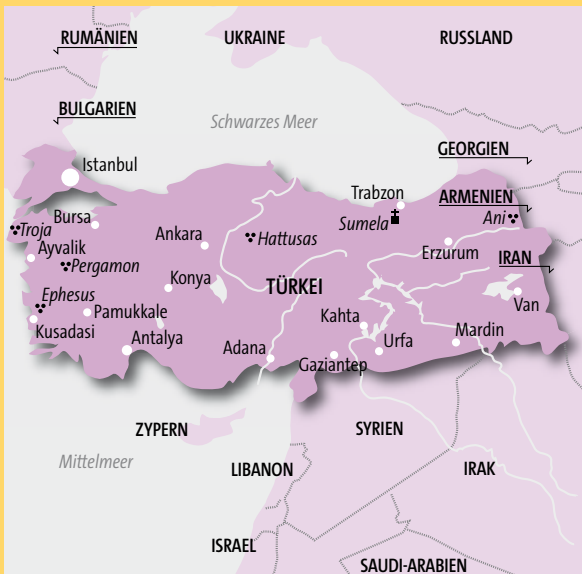 RUMÄNIEN
UKRAINE
RUSSLAND
BULGARIEN
Schwarzes Meer
GEORGIEN
Istanbul
Trabzon
ARMENIEN
Bursa
Sumela
Ani
Troja
Ankara
Hattusas
Ayvalik
Erzurum
Pergamon
IRAN
Konya
TÜRKEI
Ephesus
Van
Pamukkale
Kahta
Kusadasi
Antalya
Adana
Urfa
Mardin
Gaziantep
ZYPERN
SYRIEN
Mittelmeer
LIBANON
IRAK
ISRAEL
SAUDI-ARABIEN